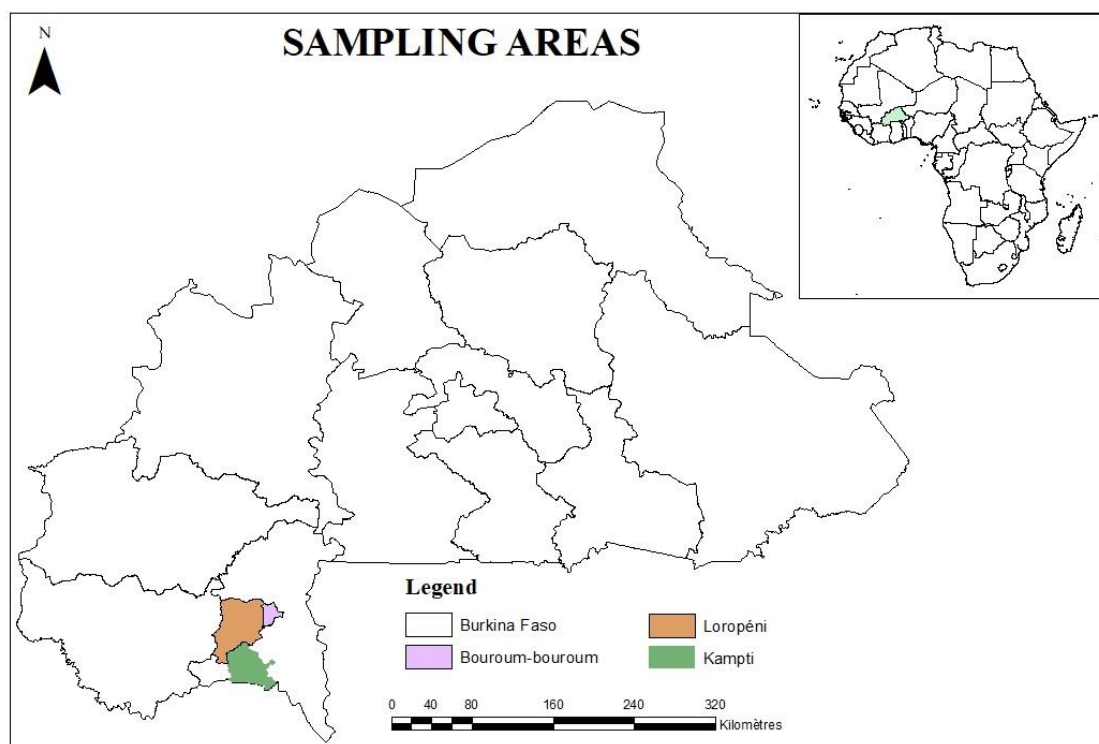 N
SAMPLING AREAS
Legend
Burkina Faso
Loropéni
Bouroum-bouroum
Kampti
0 40 80 160 240 320
Kilomètres